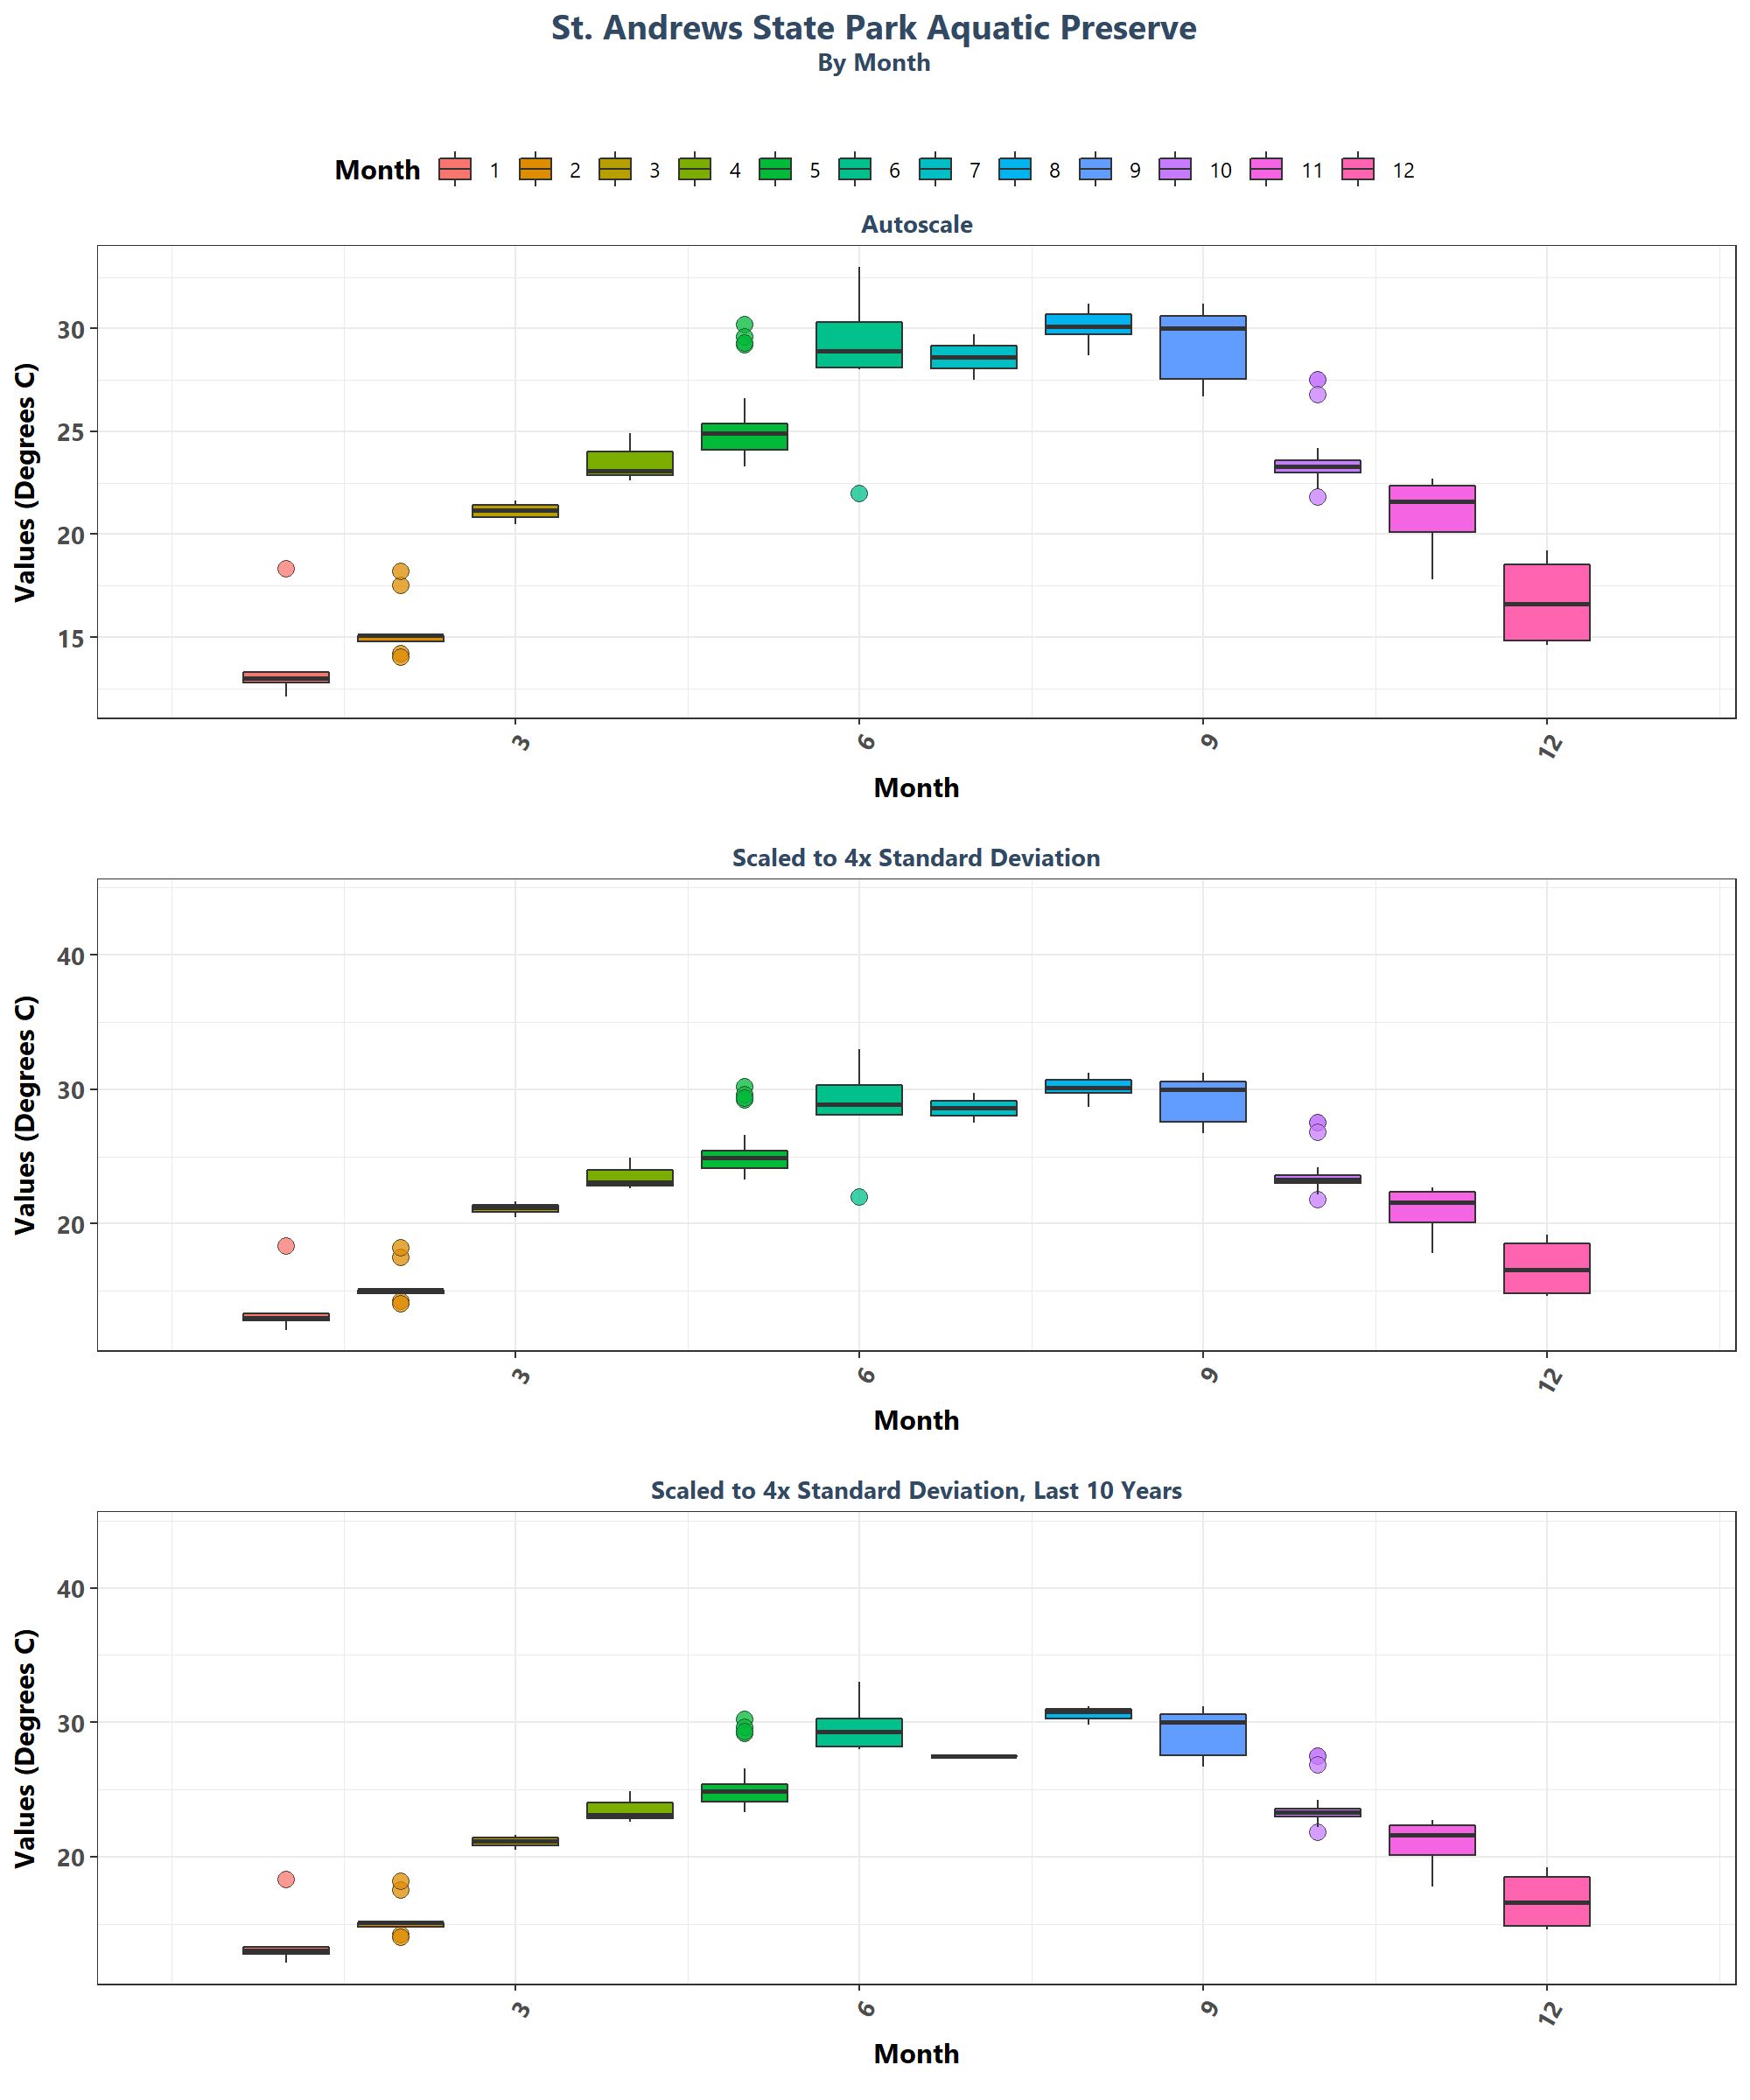 St. Andrews State Park Aquatic Preserve
By Month
Month 1 2 3 4 5 6 7 8 9 10 11 12
Autoscale
Values (Degrees C)
30
25
20
15
3 6 9 12
Month
Scaled to 4x Standard Deviation
Values (Degrees C)
40
30
20
3 6 9 12
Month
Scaled to 4x Standard Deviation, Last 10 Years
Values (Degrees C)
40
30
20
3 6 9 12
Month